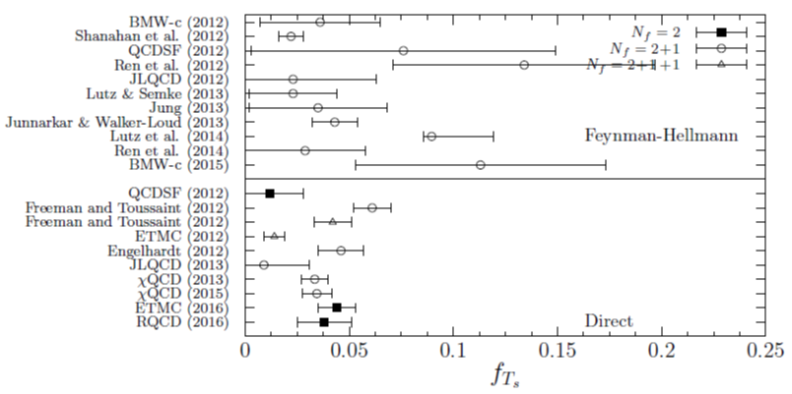 BMW-c (2012)
Shanahan et al. (2012)
QCDSF (2012)
Ren et al. (2012)
JLQCD (2012)
Lutz & Semke (2013)
Jung (2013)
Junnarkar & Walker-Loud (2013)
Lutz et al. (2014)
Ren et al. (2014)
BMW-c (2015)
N_f = 2
N_f = 2+1
N_f = 2+1+1
Feynman-Hellmann
QCDSF (2012)
Freeman and Toussaint (2012)
Freeman and Toussaint (2012)
ETMC (2012)
Engelhardt (2012)
JLQCD (2013)
χQCD (2013)
χQCD (2015)
ETMC (2016)
RQCD (2016)
Direct
0 0.05 0.1 0.15 0.2 0.25
f_{T_s}